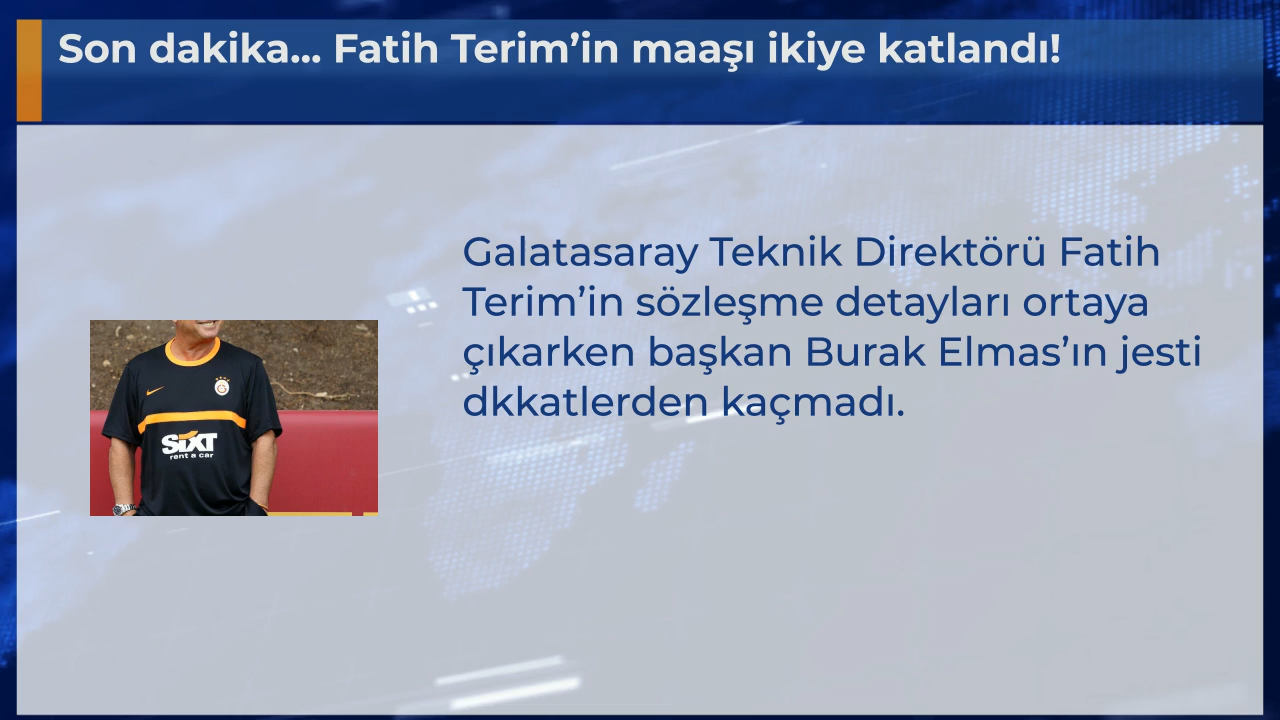 Son dakika... Fatih Terim’in maaşı ikiye katlandı!
Galatasaray Teknik Direktörü Fatih
Terim’in sözleşme detayları ortaya
çıkarken başkan Burak Elmas’ın jesti
dkkatlerden kaçmadı.
SiXT
rent a car